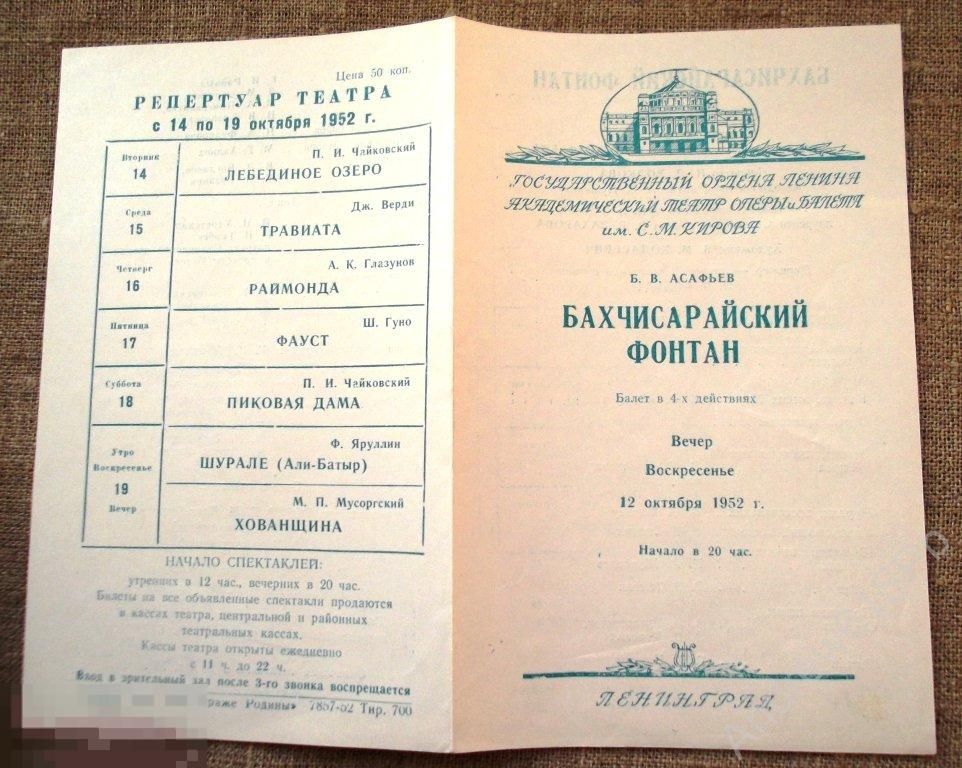 Цена 50 коп.
РЕПЕРТУАР ТЕАТРА
с 14 по 19 октября 1952 г.
Вторник
14
П. И. Чайковский
ЛЕБЕДИНОЕ ОЗЕРО
Среда
15
Дж. Верди
ТРАВИАТА
Четверг
16
А. К. Глазунов
РАЙМОНДА
Пятница
17
Ш. Гуно
ФАУСТ
Суббота
18
П. И. Чайковский
ПИКОВАЯ ДАМА
Утро
Воскресенье
19
Вечер
Ф. Яруллин
ШУРАЛЕ (Али-Батыр)
М. П. Мусоргский
ХОВАНЩИНА
НАЧАЛО СПЕКТАКЛЕЙ:
утренних в 12 час., вечерних в 20 час.
Билеты на все объявленные спектакли продаются
в кассах театра, центральной и районных
театральных кассах.
Кассы театра открыты ежедневно
с 11 ч. до 22 ч.
Вход в зрительный зал после 3-го звонка воспрещается
Родины» 7857-52 Тир. 700
ГОСУДАРСТВЕННЫЙ ОРДЕНА ЛЕНИНА
АКАДЕМИЧЕСКИЙ ТЕАТР ОПЕРЫ и БАЛЕТА
им. С. М. КИРОВА
Б. В. АСАФЬЕВ
БАХЧИСАРАЙСКИЙ
ФОНТАН
Балет в 4-х действиях
Вечер
Воскресенье
12 октября 1952 г.
Начало в 20 час.
ЛЕНИНГРАД